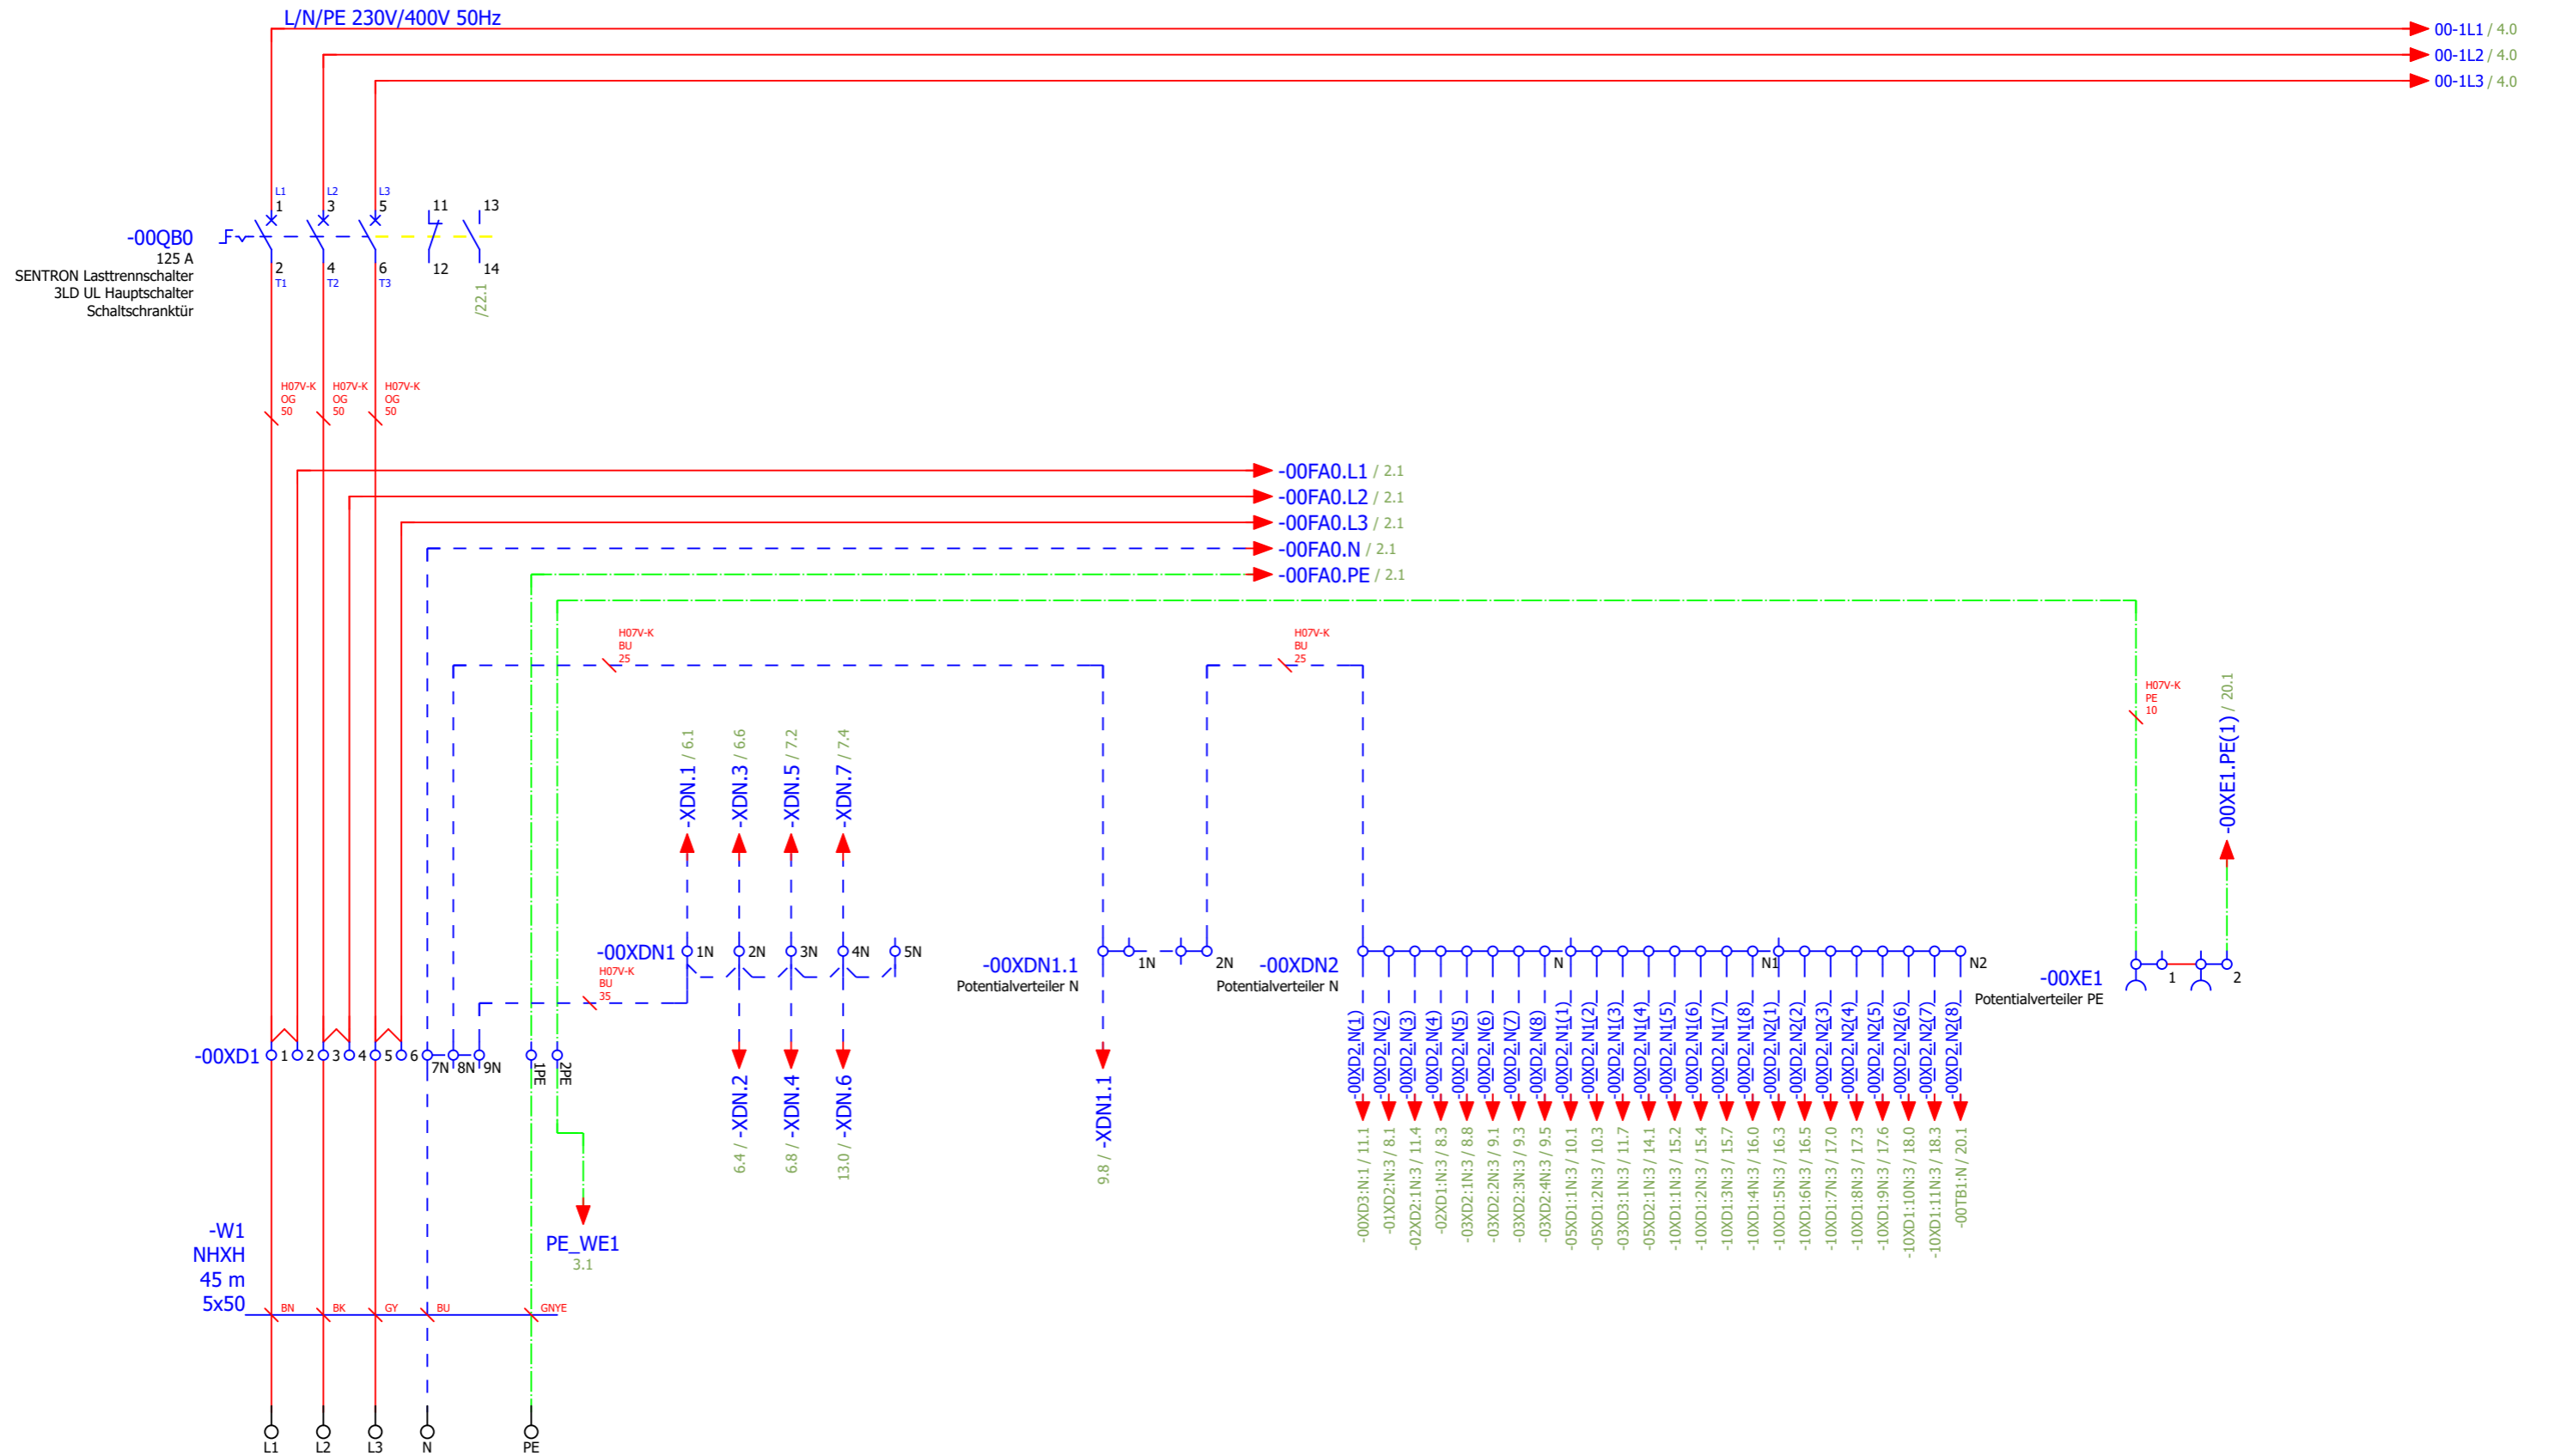 L/N/PE 230V/400V 50Hz
00-1L1 / 4.0
00-1L2 / 4.0
00-1L3 / 4.0
L1
L2
L3
1
3
5
11
13
-00QB0
125 A
SENTRON Lasttrennschalter
3LD UL Hauptschalter
Schaltschranktür
2
4
6
12
14
T1
T2
T3
/22.1
H07V-K
OG
50
H07V-K
OG
50
H07V-K
OG
50
-00FA0.L1 / 2.1
-00FA0.L2 / 2.1
-00FA0.L3 / 2.1
-00FA0.N / 2.1
-00FA0.PE / 2.1
H07V-K
BU
25
H07V-K
BU
25
H07V-K
PE
10
-XDN.1 / 6.1
-XDN.3 / 6.6
-XDN.5 / 7.2
-XDN.7 / 7.4
-00XE1.PE(1) / 20.1
-00XDN1
1N
2N
3N
4N
5N
H07V-K
BU
35
-00XDN1.1
Potentialverteiler N
1N
2N
-00XDN2
Potentialverteiler N
N
N1
N2
-00XE1
Potentialverteiler PE
1
2
-00XD1
1
2
3
4
5
6
7N
8N
9N
1PE
2PE
6.4 / -XDN.2
6.8 / -XDN.4
13.0 / -XDN.6
9.8 / -XDN1.1
-00XD2.N(1)
-00XD2.N(2)
-00XD2.N(3)
-00XD2.N(4)
-00XD2.N(5)
-00XD2.N(6)
-00XD2.N(7)
-00XD2.N(8)
-00XD2.N1(1)
-00XD2.N1(2)
-00XD2.N1(3)
-00XD2.N1(4)
-00XD2.N1(5)
-00XD2.N1(6)
-00XD2.N1(7)
-00XD2.N1(8)
-00XD2.N2(1)
-00XD2.N2(2)
-00XD2.N2(3)
-00XD2.N2(4)
-00XD2.N2(5)
-00XD2.N2(6)
-00XD2.N2(7)
-00XD2.N2(8)
-00XD3:N:1 / 11.1
-01XD2:N:3 / 8.1
-02XD2:1N:3 / 11.4
-02XD1:N:3 / 8.3
-03XD2:1N:3 / 8.8
-03XD2:2N:3 / 9.1
-03XD2:3N:3 / 9.3
-03XD2:4N:3 / 9.5
-05XD1:1N:3 / 10.1
-05XD1:2N:3 / 10.3
-03XD3:1N:3 / 11.7
-05XD2:1N:3 / 14.1
-10XD1:1N:3 / 15.2
-10XD1:2N:3 / 15.4
-10XD1:3N:3 / 15.7
-10XD1:4N:3 / 16.0
-10XD1:5N:3 / 16.3
-10XD1:6N:3 / 16.5
-10XD1:7N:3 / 17.0
-10XD1:8N:3 / 17.3
-10XD1:9N:3 / 17.6
-10XD1:10N:3 / 18.0
-10XD1:11N:3 / 18.3
-00TB1:N / 20.1
PE_WE1
3.1
-W1
NHXH
45 m
5x50
BN
BK
GY
BU
GNYE
L1
L2
L3
N
PE